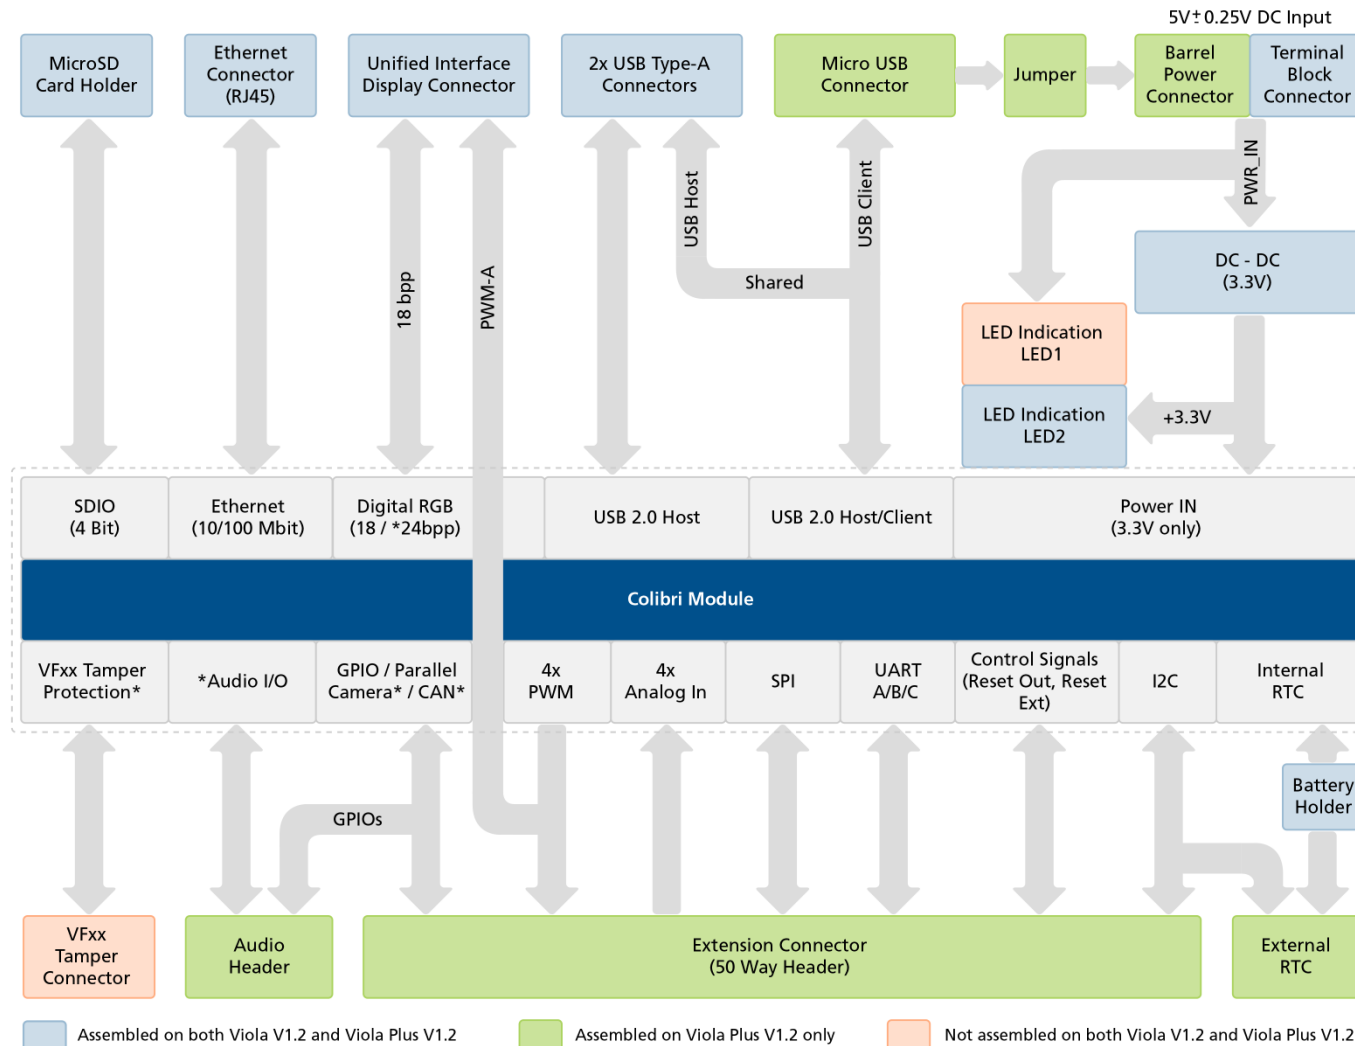 5V± 0.25V DC Input
MicroSD
Card Holder
Ethernet
Connector
(RJ45)
Unified Interface
Display Connector
2x USB Type-A
Connectors
Micro USB
Connector
Jumper
Barrel
Power
Connector
Terminal
Block
Connector
18 bpp
PWM-A
USB Host
Shared
USB Client
PWR_IN
DC - DC
(3.3V)
LED Indication
LED1
LED Indication
LED2
+3.3V
SDIO
(4 Bit)
Ethernet
(10/100 Mbit)
Digital RGB
(18 / *24bpp)
USB 2.0 Host
USB 2.0 Host/Client
Power IN
(3.3V only)
Colibri Module
VFxx Tamper
Protection*
*Audio I/O
GPIO / Parallel
Camera* / CAN*
4x
PWM
4x
Analog In
SPI
UART
A/B/C
Control Signals
(Reset Out, Reset
Ext)
I2C
Internal
RTC
Battery
Holder
GPIOs
VFxx
Tamper
Connector
Audio
Header
Extension Connector
(50 Way Header)
External
RTC
Assembled on both Viola V1.2 and Viola Plus V1.2
Assembled on Viola Plus V1.2 only
Not assembled on both Viola V1.2 and Viola Plus V1.2